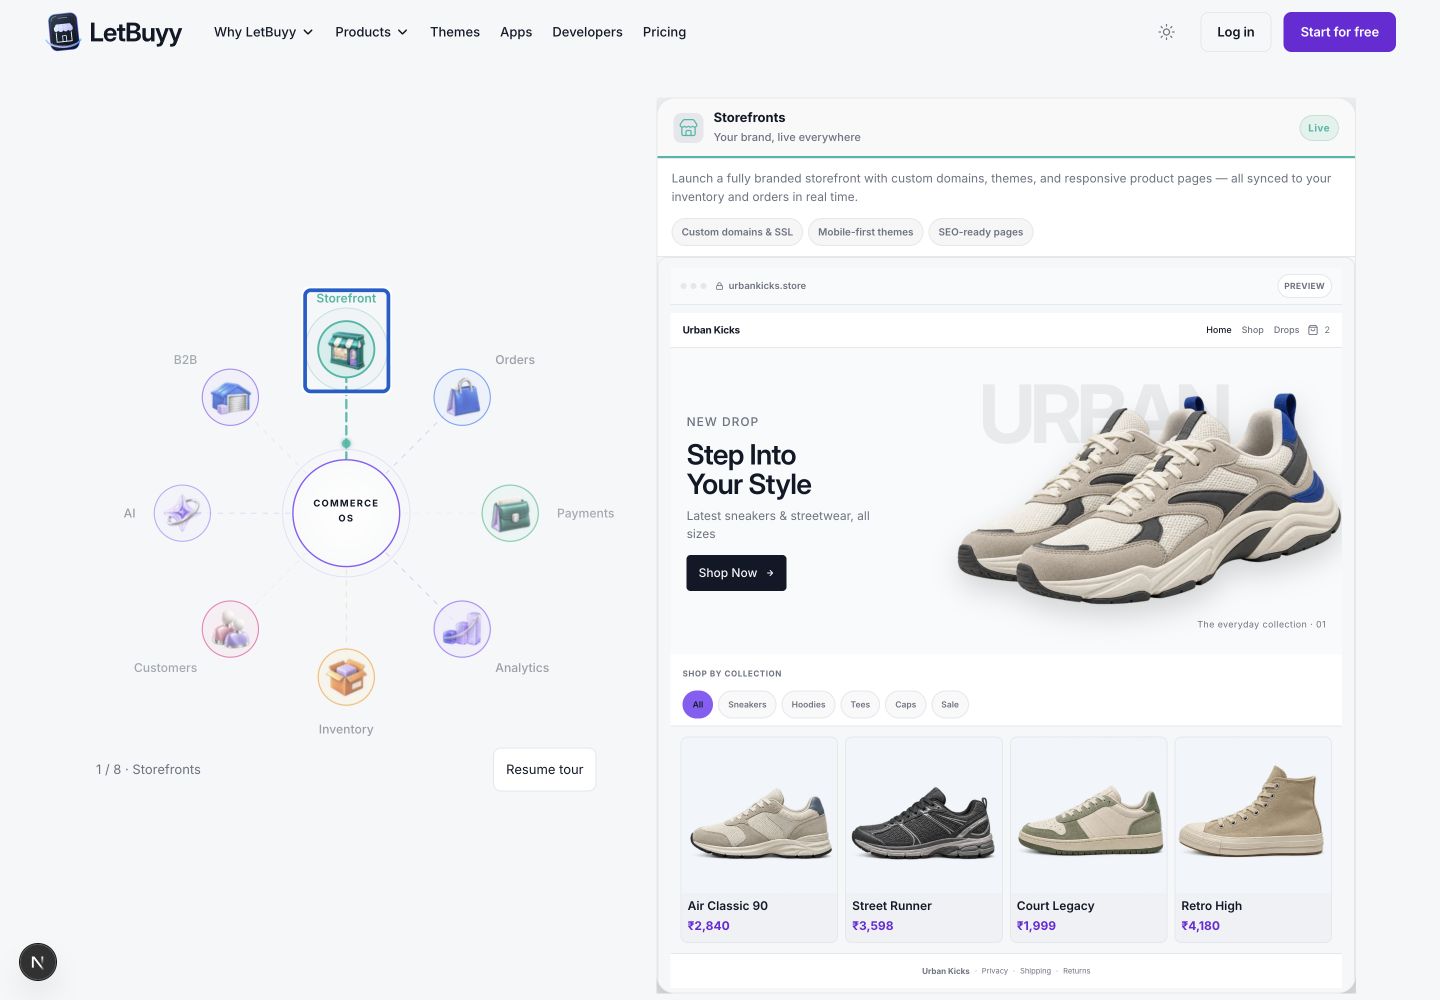 LetBuyy
Why LetBuyy
Products
Themes
Apps
Developers
Pricing
Log in
Start for free
Storefront
B2B
Orders
AI
COMMERCE
OS
Payments
Customers
Analytics
Inventory
1 / 8 · Storefronts
Resume tour
N
Storefronts
Your brand, live everywhere
Live
Launch a fully branded storefront with custom domains, themes, and responsive product pages — all synced to your
inventory and orders in real time.
Custom domains & SSL
Mobile-first themes
SEO-ready pages
urbankicks.store
PREVIEW
Urban Kicks
Home
Shop
Drops
2
URBAN
NEW DROP
Step Into
Your Style
Latest sneakers & streetwear, all
sizes
Shop Now →
The everyday collection · 01
SHOP BY COLLECTION
All
Sneakers
Hoodies
Tees
Caps
Sale
Air Classic 90
₹2,840
Street Runner
₹3,598
Court Legacy
₹1,999
Retro High
₹4,180
Urban Kicks · Privacy · Shipping · Returns